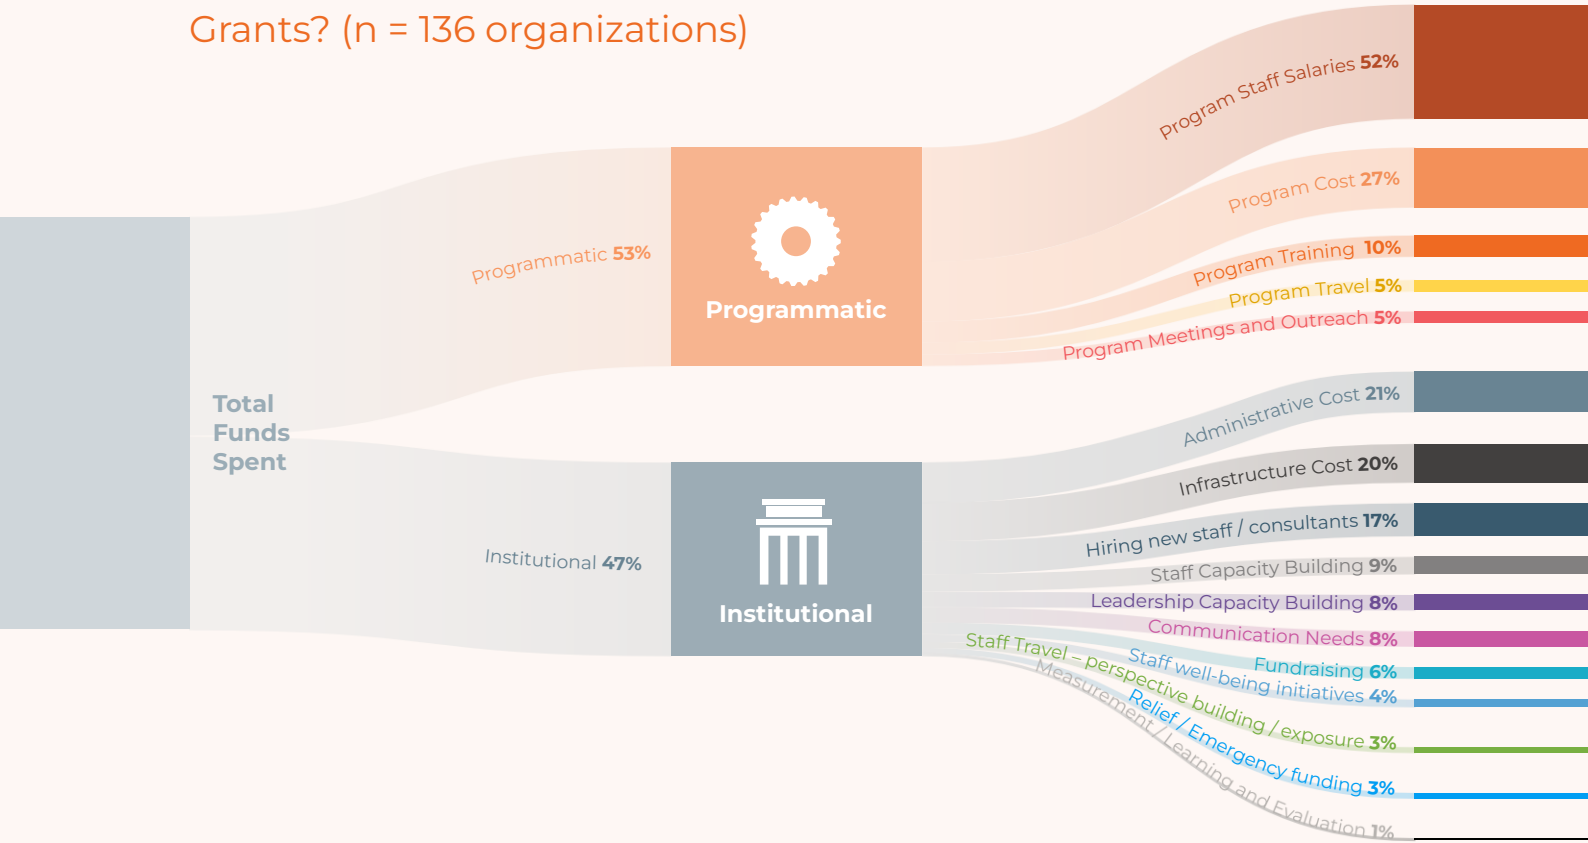 Grants? (n = 136 organizations)
Total
Funds
Spent
Programmatic 53%
Institutional 47%
Programmatic
Institutional
Program Staff Salaries 52%
Program Cost 27%
Program Training 10%
Program Travel 5%
Program Meetings and Outreach 5%
Administrative Cost 21%
Infrastructure Cost 20%
Hiring new staff / consultants 17%
Staff Capacity Building 9%
Leadership Capacity Building 8%
Communication Needs 8%
Fundraising 6%
Staff well-being initiatives 4%
Staff Travel – perspective building / exposure 3%
Relief / Emergency funding 3%
Measurement / Learning and Evaluation 1%